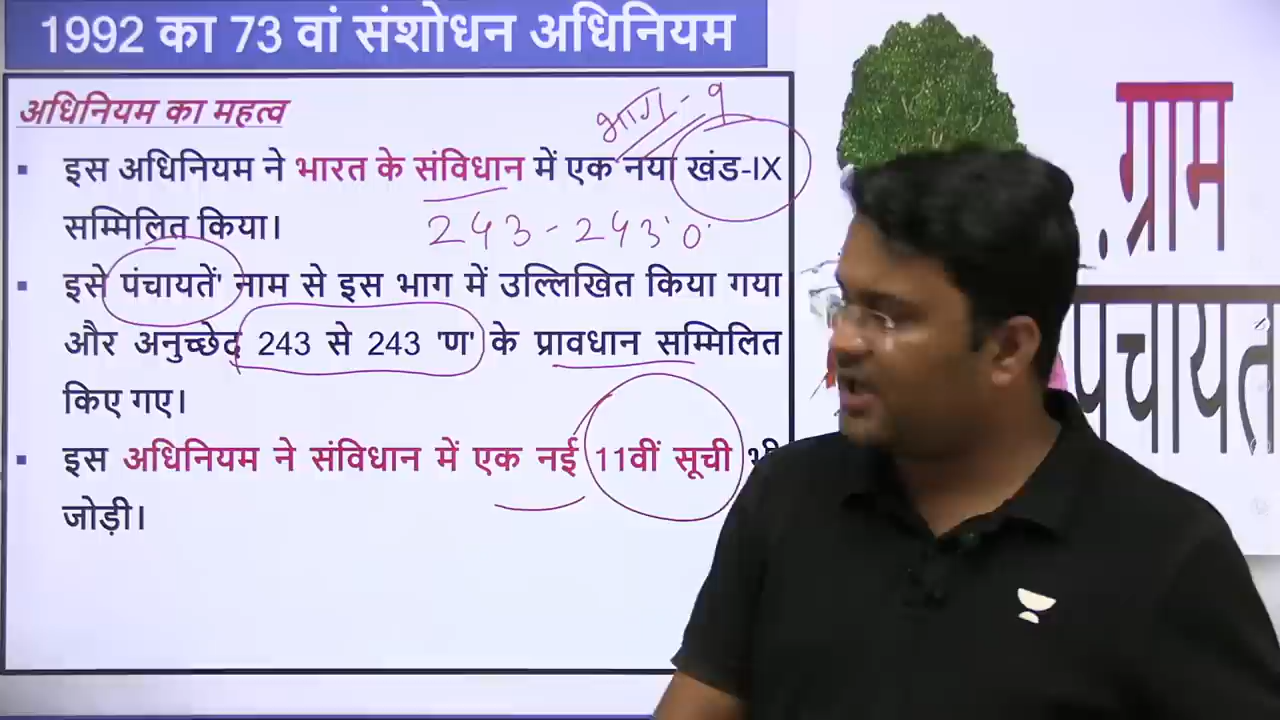 1992 का 73 वां संशोधन अधिनियम
अधिनियम का महत्व
भाग - 9
▪ इस अधिनियम ने भारत के संविधान में एक नया खंड-IX
सम्मिलित किया।
243 - 243'0'
▪ इसे पंचायतें' नाम से इस भाग में उल्लिखित किया गया
और अनुच्छेद 243 से 243 'ण' के प्रावधान सम्मिलित
किए गए।
▪ इस अधिनियम ने संविधान में एक नई 11वीं सूची भी
जोड़ी।
ग्राम
पंचायत